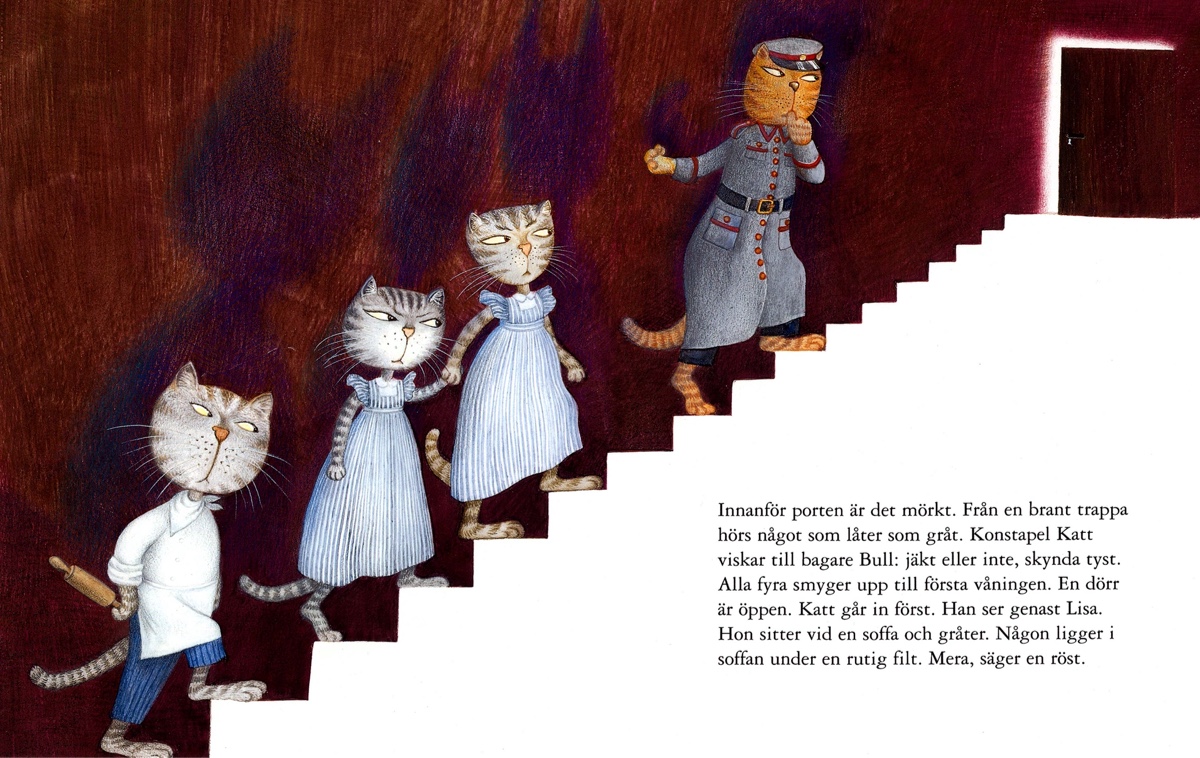 Innanför porten är det mörkt. Från en brant trappa
hörs något som låter som gråt. Konstapel Katt
viskar till bagare Bull: jäkt eller inte, skynda tyst.
Alla fyra smyger upp till första våningen. En dörr
är öppen. Katt går in först. Han ser genast Lisa.
Hon sitter vid en soffa och gråter. Någon ligger i
soffan under en rutig filt. Mera, säger en röst.